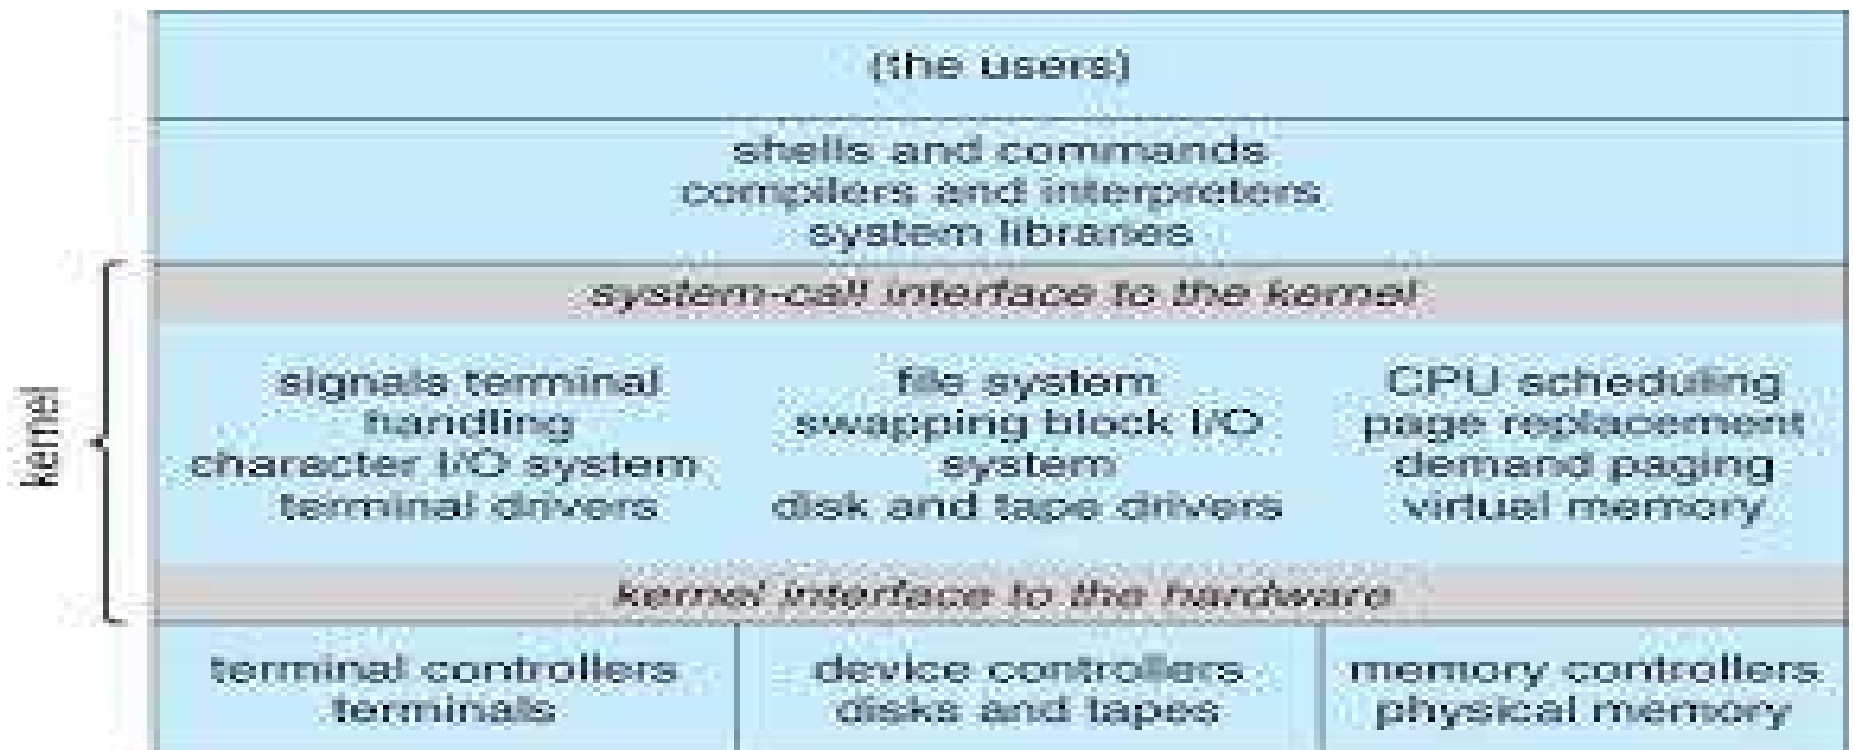 (the users)
shells and commands
compilers and interpreters
system libraries
system-call interface to the kernel
kernel
signals terminal
handling
character I/O system
terminal drivers
file system
swapping block I/O
system
disk and tape drivers
CPU scheduling
page replacement
demand paging
virtual memory
kernel interface to the hardware
terminal controllers
terminals
device controllers
disks and tapes
memory controllers
physical memory